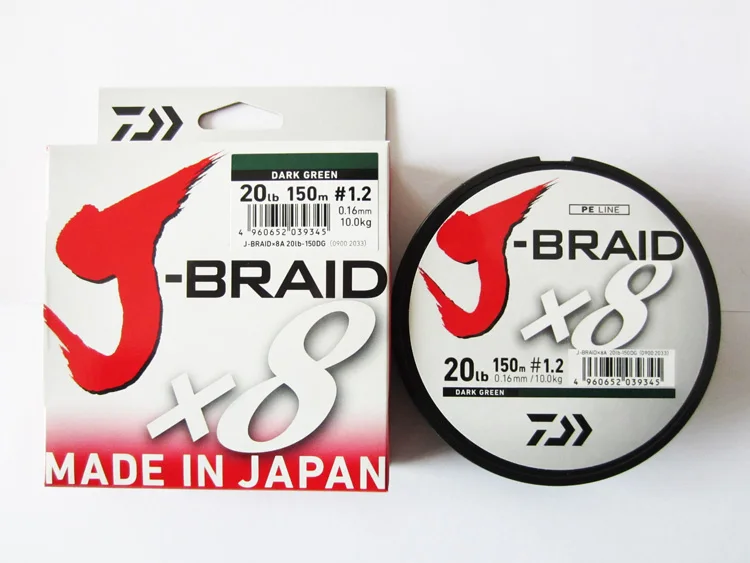 DARK GREEN
20lb 150m #1.2
0.16mm
10.0kg
4 960652 039345
J-BRAID×8A 20lb-150DG (0900 2033)
J-BRAID
×8
MADE IN JAPAN
PE LINE
J-BRAID
×8
J-BRAID×8A 20lb-150DG (0900 2033)
20lb 150m #1.2
0.16mm / 10.0kg
4 960652 039345
DARK GREEN